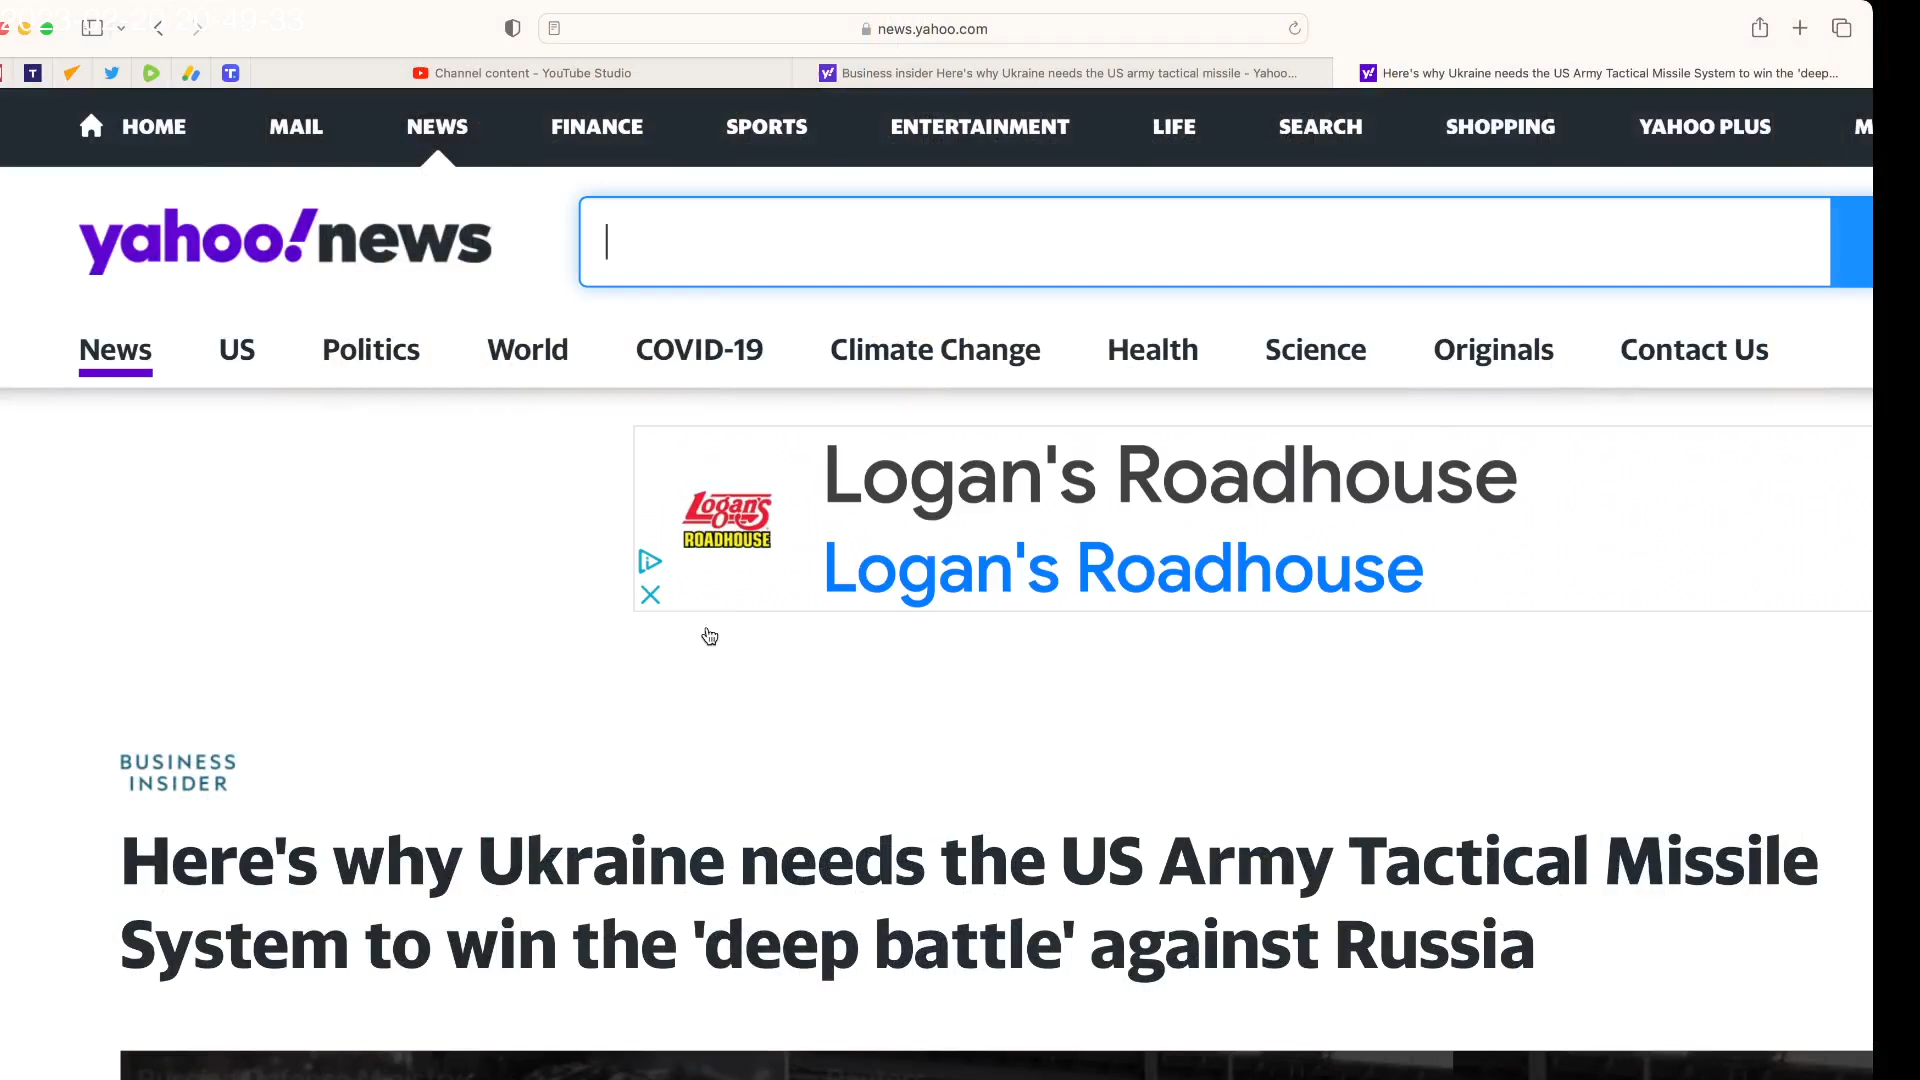 news.yahoo.com
Channel content - YouTube Studio
Business insider Here's why Ukraine needs the US army tactical missile - Yahoo...
Here's why Ukraine needs the US Army Tactical Missile System to win the 'deep...
HOME MAIL NEWS FINANCE SPORTS ENTERTAINMENT LIFE SEARCH SHOPPING YAHOO PLUS M
yahoo!news
News US Politics World COVID-19 Climate Change Health Science Originals Contact Us
Logan's Roadhouse
Logan's
ROADHOUSE
Logan's Roadhouse
BUSINESS
INSIDER
Here's why Ukraine needs the US Army Tactical Missile
System to win the 'deep battle' against Russia